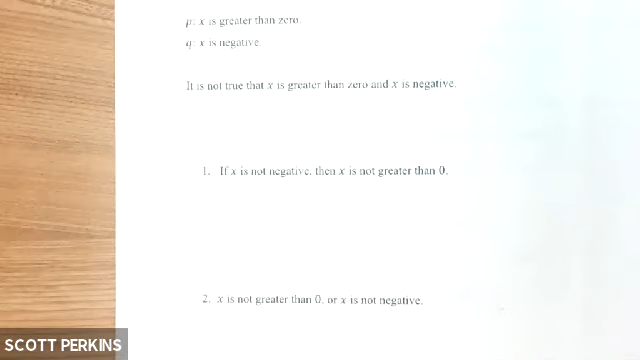 p: x is greater than zero.
q: x is negative.
It is not true that x is greater than zero and x is negative.
1. If x is not negative, then x is not greater than 0.
2. x is not greater than 0, or x is not negative.
SCOTT PERKINS